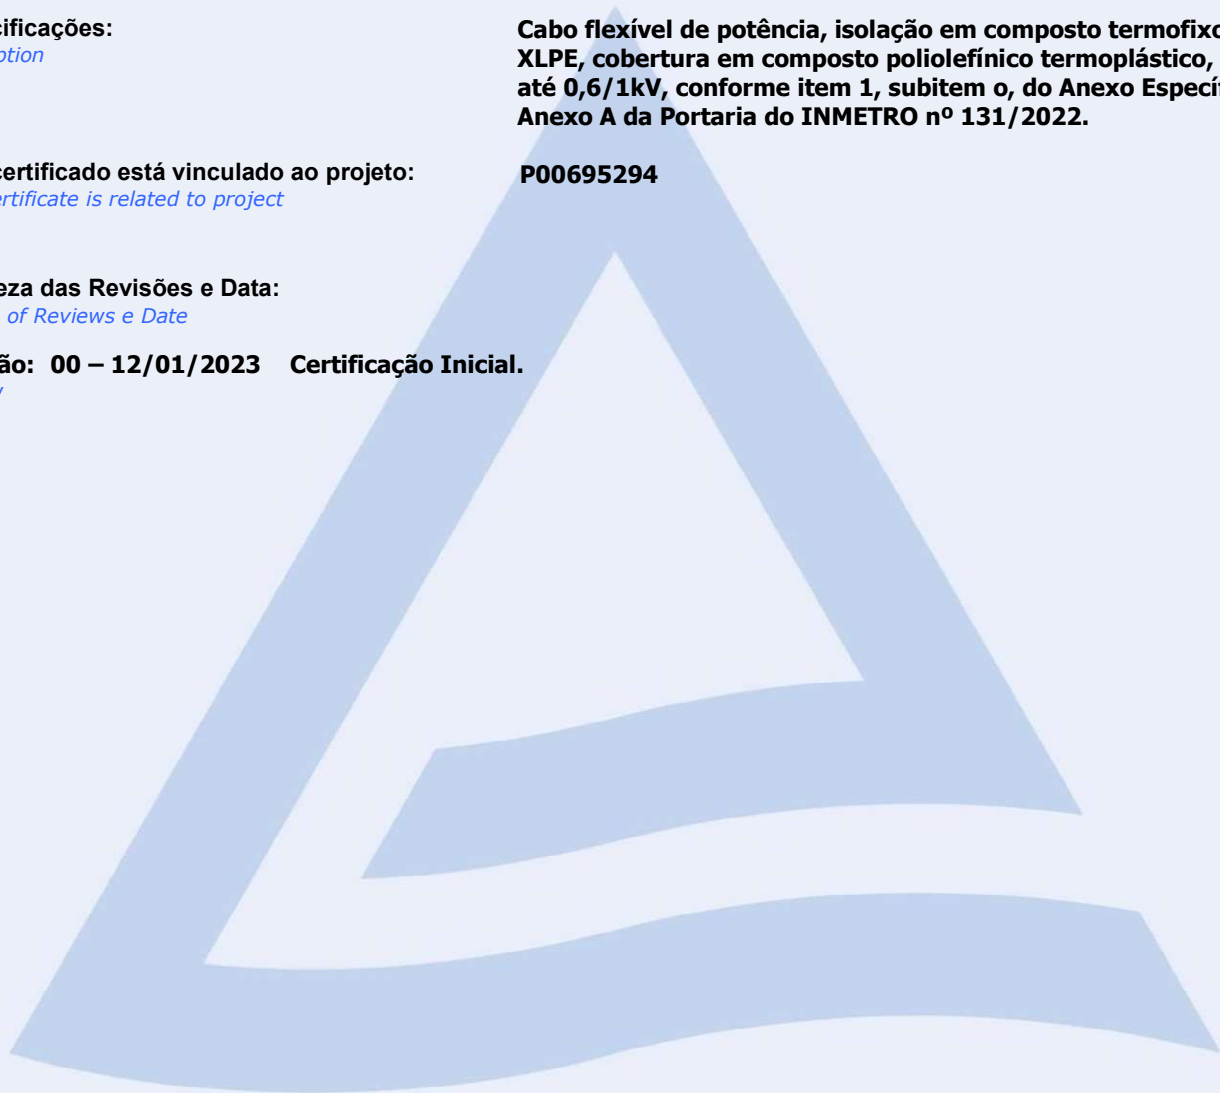 cificações:
Cabo flexível de potência, isolação em composto termofixo
ption
XLPE, cobertura em composto poliolefínico termoplástico,
até 0,6/1kV, conforme item 1, subitem o, do Anexo Especí
Anexo A da Portaria do INMETRO nº 131/2022.
certificado está vinculado ao projeto:
P00695294
ertificate is related to project
eza das Revisões e Data:
of Reviews e Date
ão: 00 – 12/01/2023 Certificação Inicial.